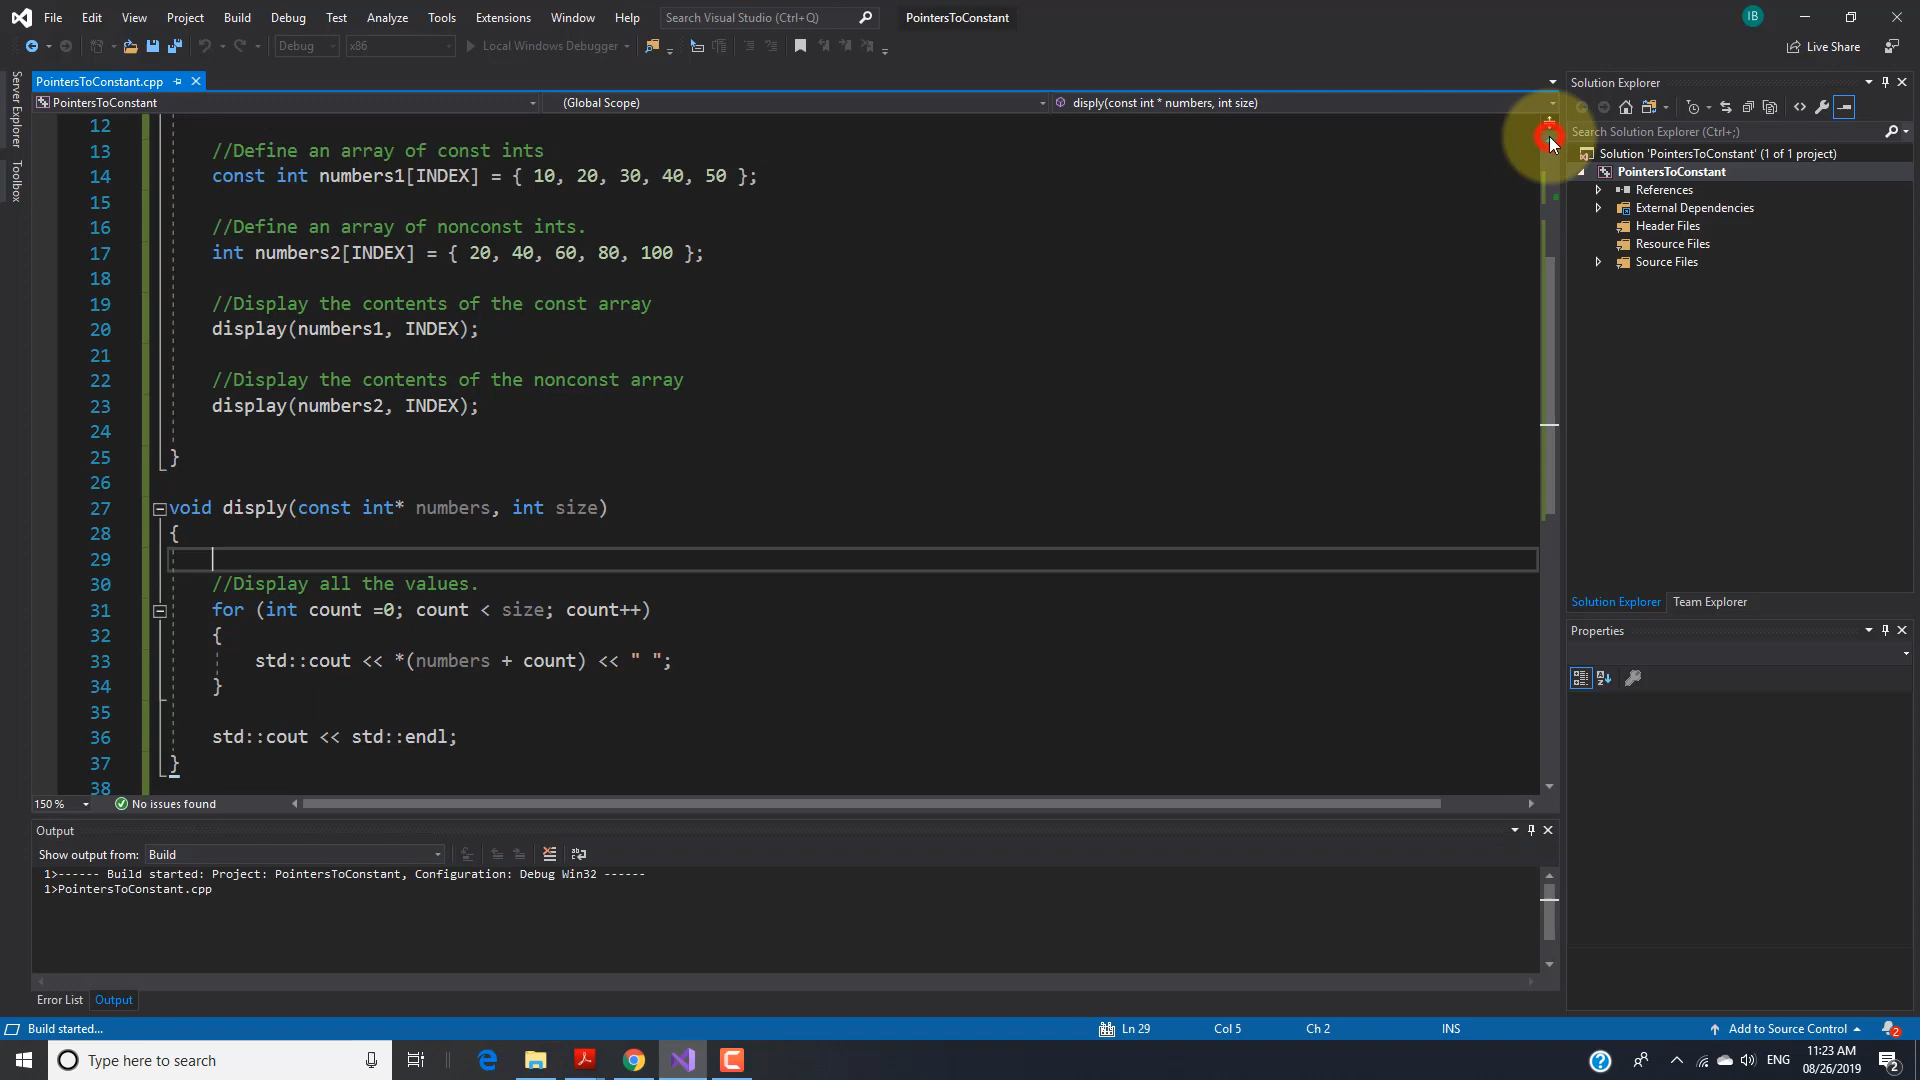 File Edit View Project Build Debug Test Analyze Tools Extensions Window Help Search Visual Studio (Ctrl+Q) PointersToConstant IB
Debug x86 Local Windows Debugger Live Share
Server Explorer
Toolbox
PointersToConstant.cpp
PointersToConstant (Global Scope) disply(const int * numbers, int size)
12
13 //Define an array of const ints
14 const int numbers1[INDEX] = { 10, 20, 30, 40, 50 };
15
16 //Define an array of nonconst ints.
17 int numbers2[INDEX] = { 20, 40, 60, 80, 100 };
18
19 //Display the contents of the const array
20 display(numbers1, INDEX);
21
22 //Display the contents of the nonconst array
23 display(numbers2, INDEX);
24
25 }
26
27 void disply(const int* numbers, int size)
28 {
29
30 //Display all the values.
31 for (int count =0; count < size; count++)
32 {
33 std::cout << *(numbers + count) << " ";
34 }
35
36 std::cout << std::endl;
37 }
38
150 % No issues found
Output
Show output from: Build
1>------ Build started: Project: PointersToConstant, Configuration: Debug Win32 ------
1>PointersToConstant.cpp
Error List Output
Solution Explorer
Search Solution Explorer (Ctrl+;)
Solution 'PointersToConstant' (1 of 1 project)
PointersToConstant
References
External Dependencies
Header Files
Resource Files
Source Files
Solution Explorer Team Explorer
Properties
Build started... Ln 29 Col 5 Ch 2 INS Add to Source Control 2
Type here to search ENG 11:23 AM
08/26/2019 2